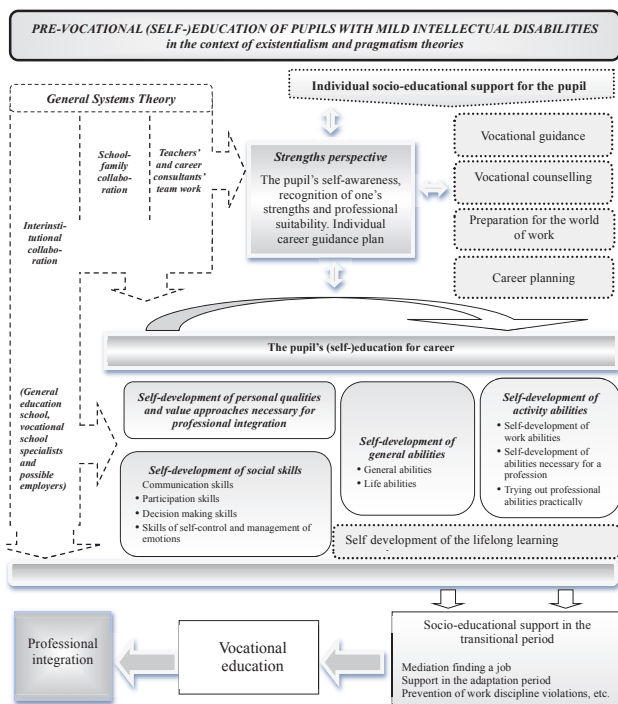 PRE-VOCATIONAL (SELF-)EDUCATION OF PUPILS WITH MILD INTELLECTUAL DISABILITIES
in the context of existentialism and pragmatism theories
General Systems Theory
Individual socio-educational support for the pupil
School-
family
collabo-
ration
Teachers'
and career
consultants'
team work
Interinsti-
tutional
collabo-
ration
Strengths perspective
The pupil's self-awareness,
recognition of one's
strengths and professional
suitability. Individual
career guidance plan
Vocational guidance
Vocational counselling
Preparation for the world
of work
Career planning
The pupil's (self-)education for career
(General
education
school,
vocational
school
specialists
and
possible
employers)
Self-development of personal qualities
and value approaches necessary for
professional integration
Self-development of social skills
Communication skills
• Participation skills
• Decision making skills
• Skills of self-control and management of
emotions
Self-development of
general abilities
• General abilities
• Life abilities
Self-development of
activity abilities
• Self-development of
work abilities
• Self-development of
abilities necessary for a
profession
• Trying out professional
abilities practically
Self development of the lifelong learning
Professional
integration
Vocational
education
Socio-educational support in the
transitional period
Mediation finding a job
Support in the adaptation period
Prevention of work discipline violations, etc.